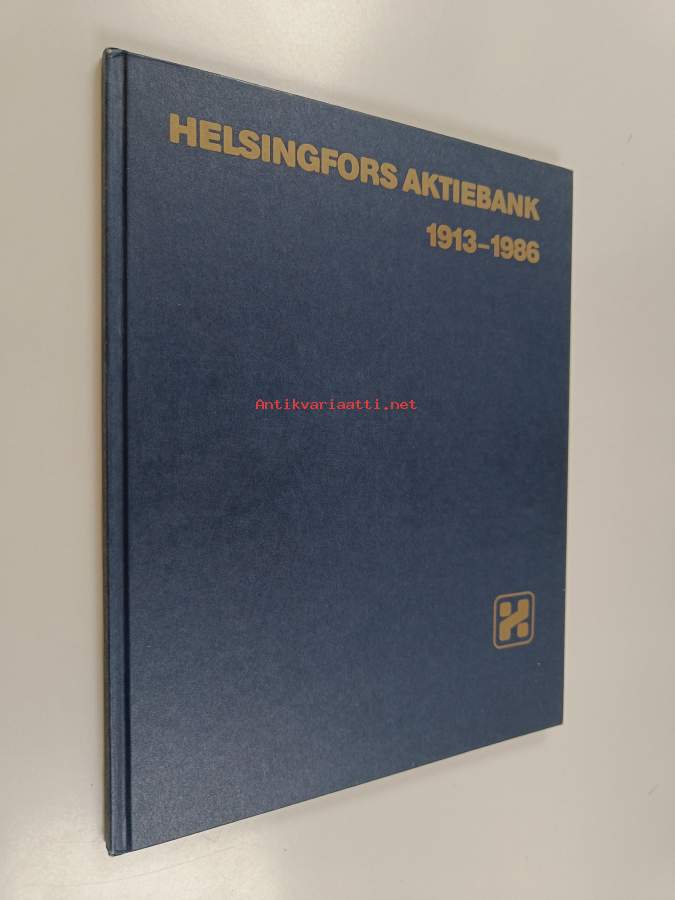 HELSINGFORS AKTIEBANK
1913–1986
Antikvariaatti.net